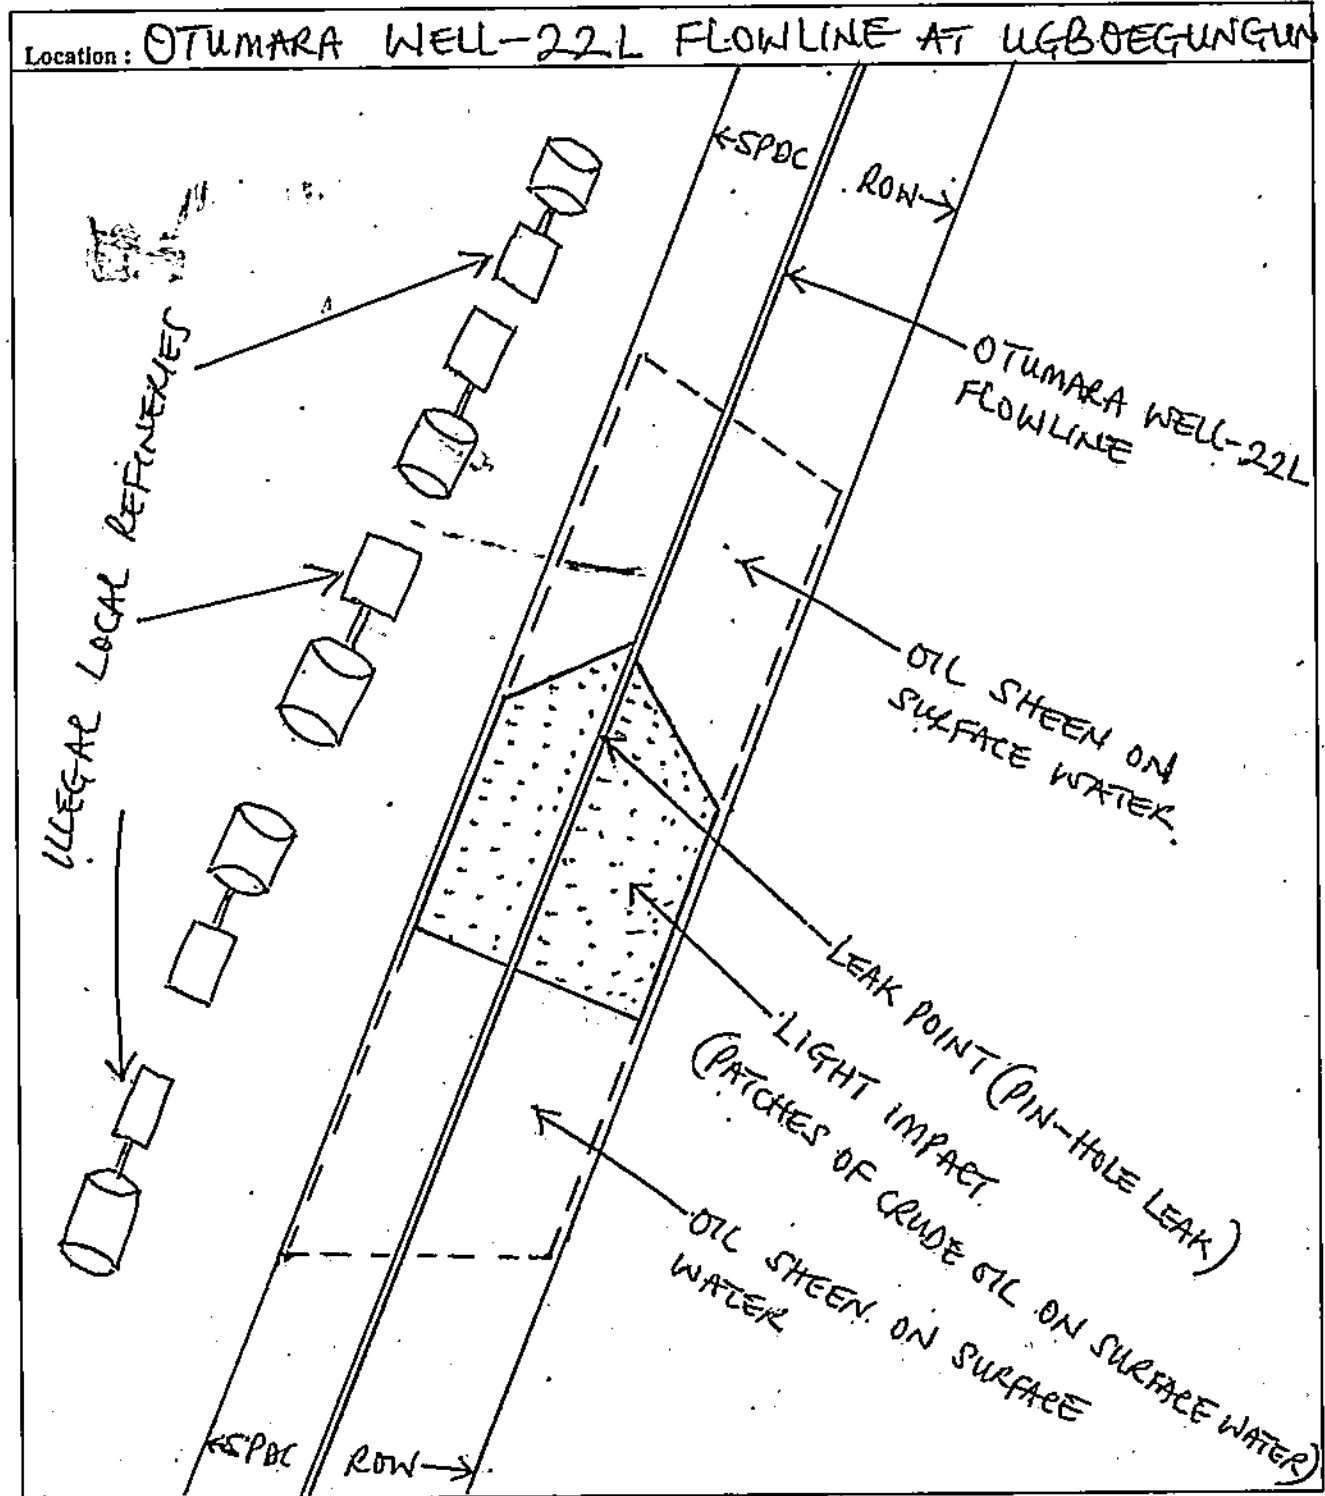 Location : OTUMARA WELL-22L FLOWLINE AT UGBOEGUNGUN
←SPDC
ROW→
OTUMARA WELL-22L
FLOWLINE
ILLEGAL LOCAL REFINERIES
OIL SHEEN ON
SURFACE WATER.
LEAK POINT (PIN-HOLE LEAK)
LIGHT IMPACT.
(PATCHES OF CRUDE OIL ON SURFACE WATER)
OIL SHEEN ON SURFACE
WATER
←SPDC
ROW→